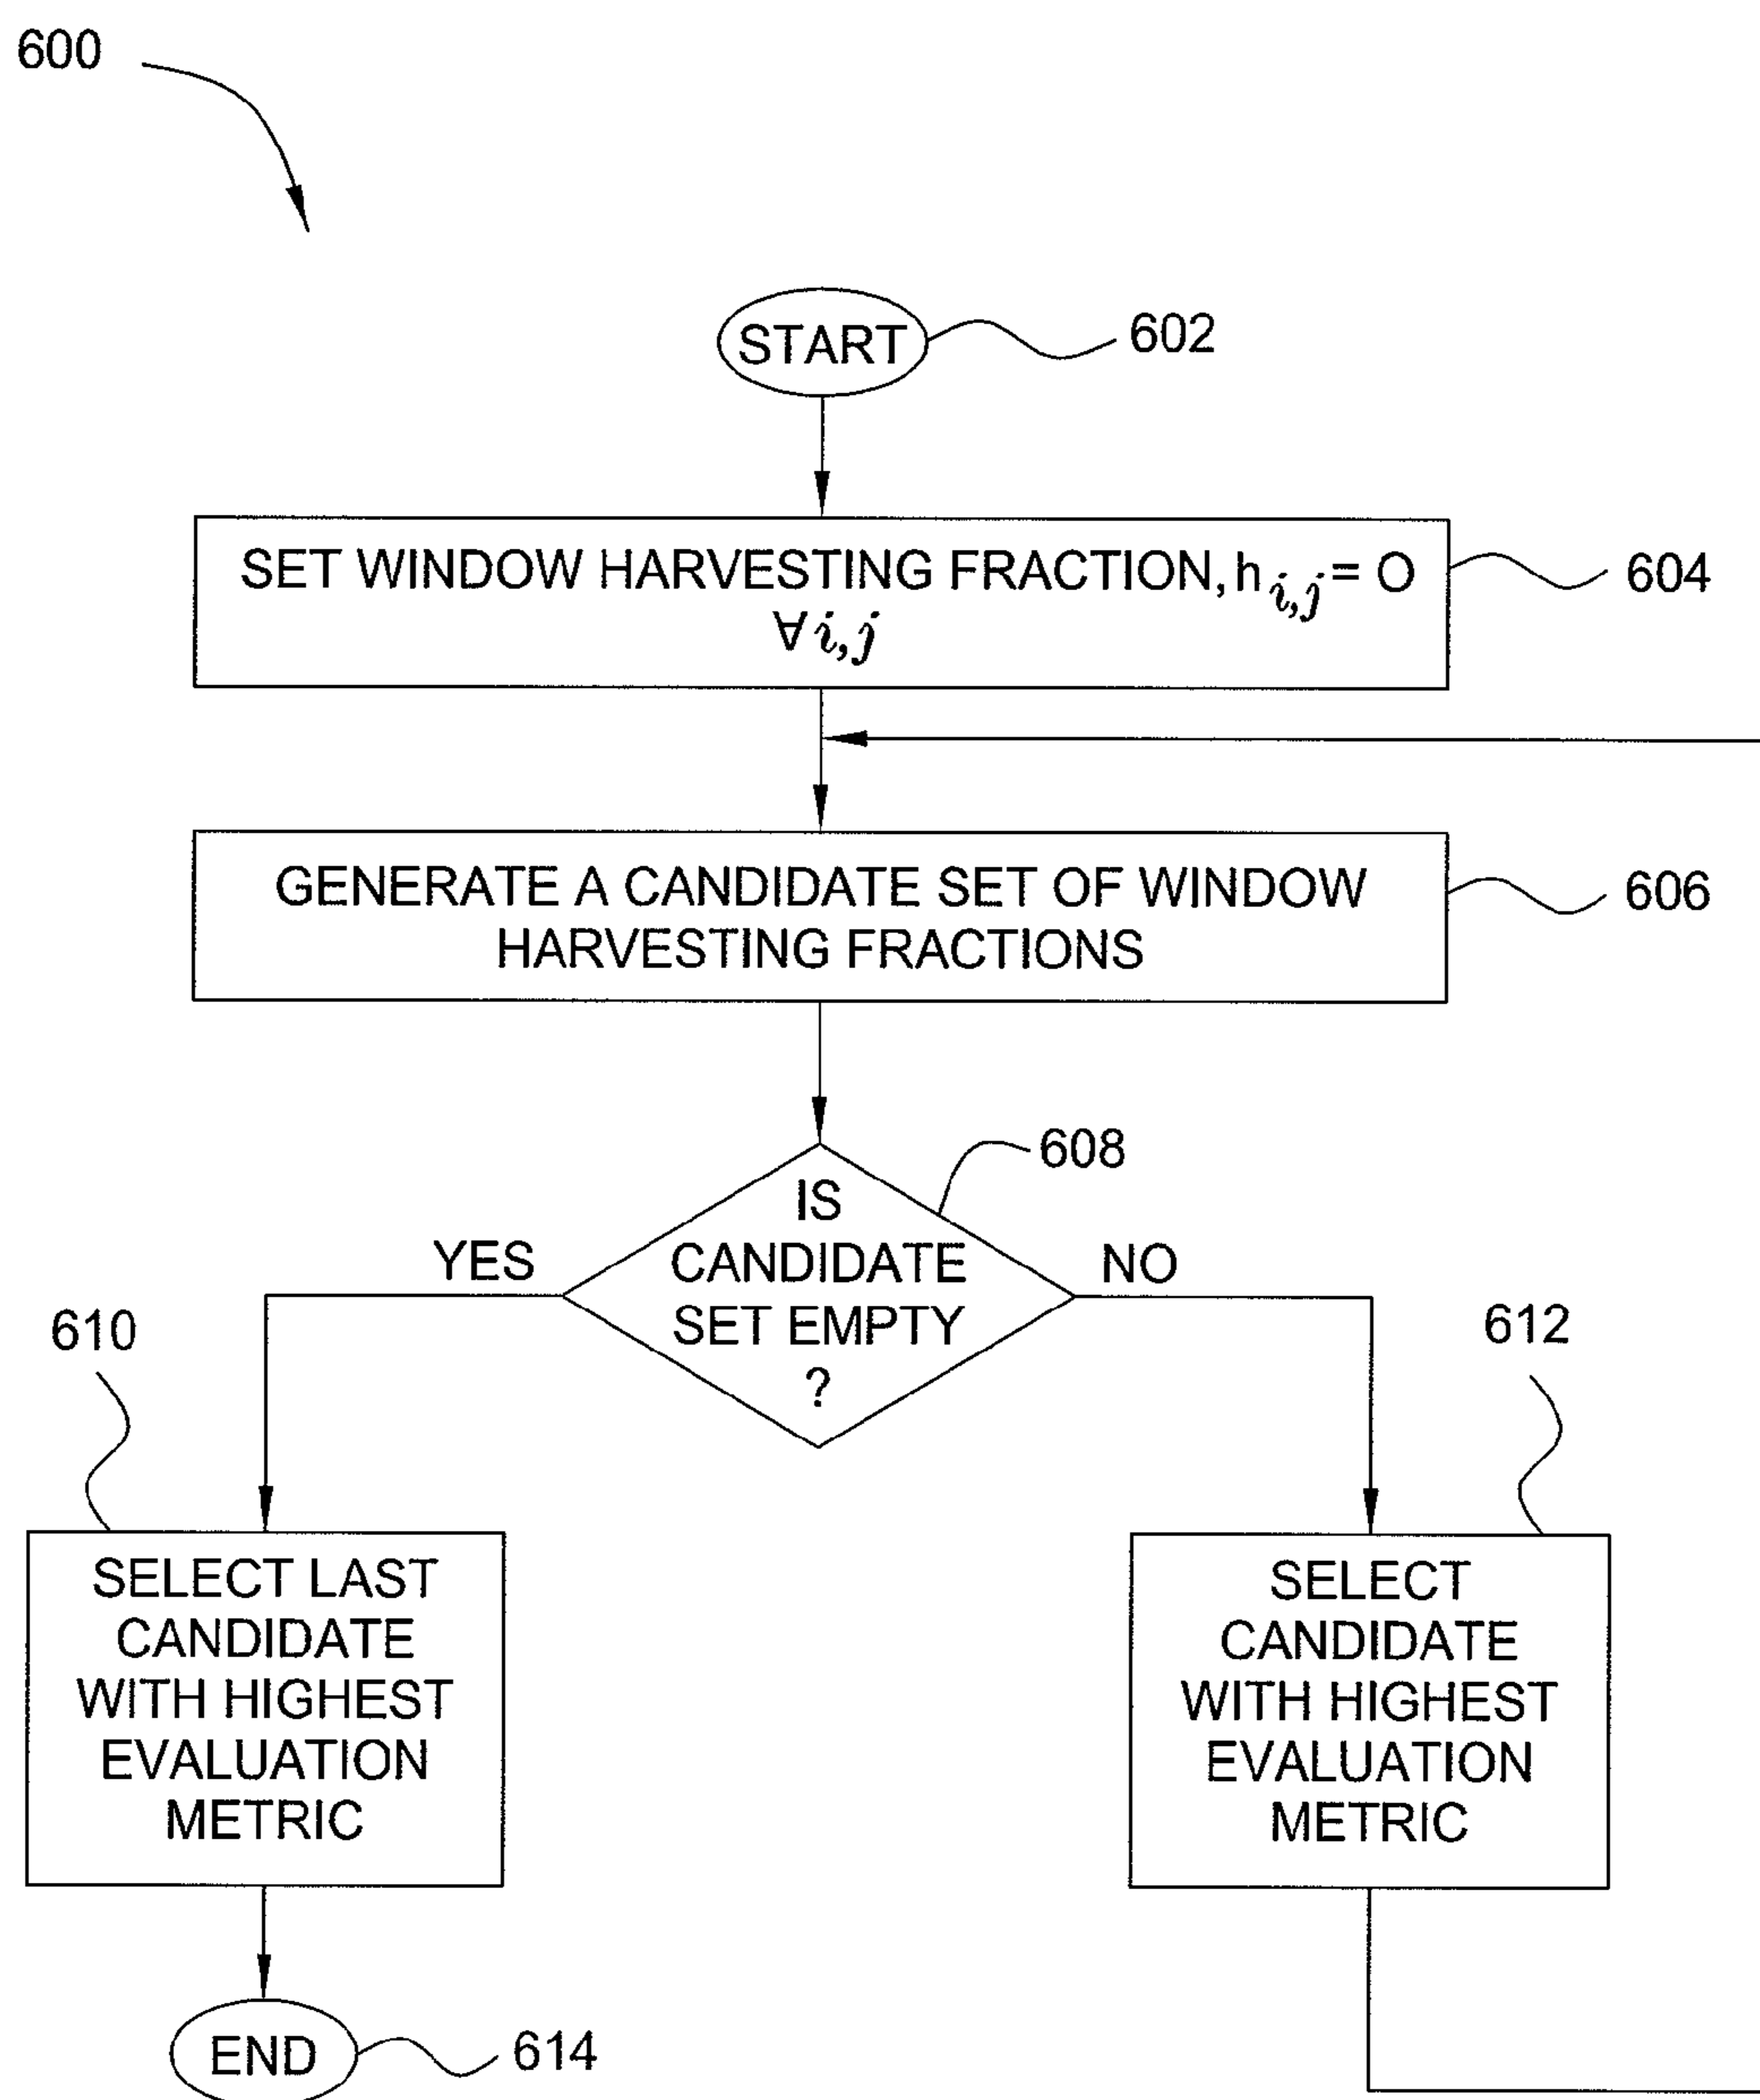 600
START
602
SET WINDOW HARVESTING FRACTION, h i,j = O
∀ i,j
604
GENERATE A CANDIDATE SET OF WINDOW
HARVESTING FRACTIONS
606
608
IS
CANDIDATE
SET EMPTY
?
YES
NO
610
612
SELECT LAST
CANDIDATE
WITH HIGHEST
EVALUATION
METRIC
SELECT
CANDIDATE
WITH HIGHEST
EVALUATION
METRIC
END
614